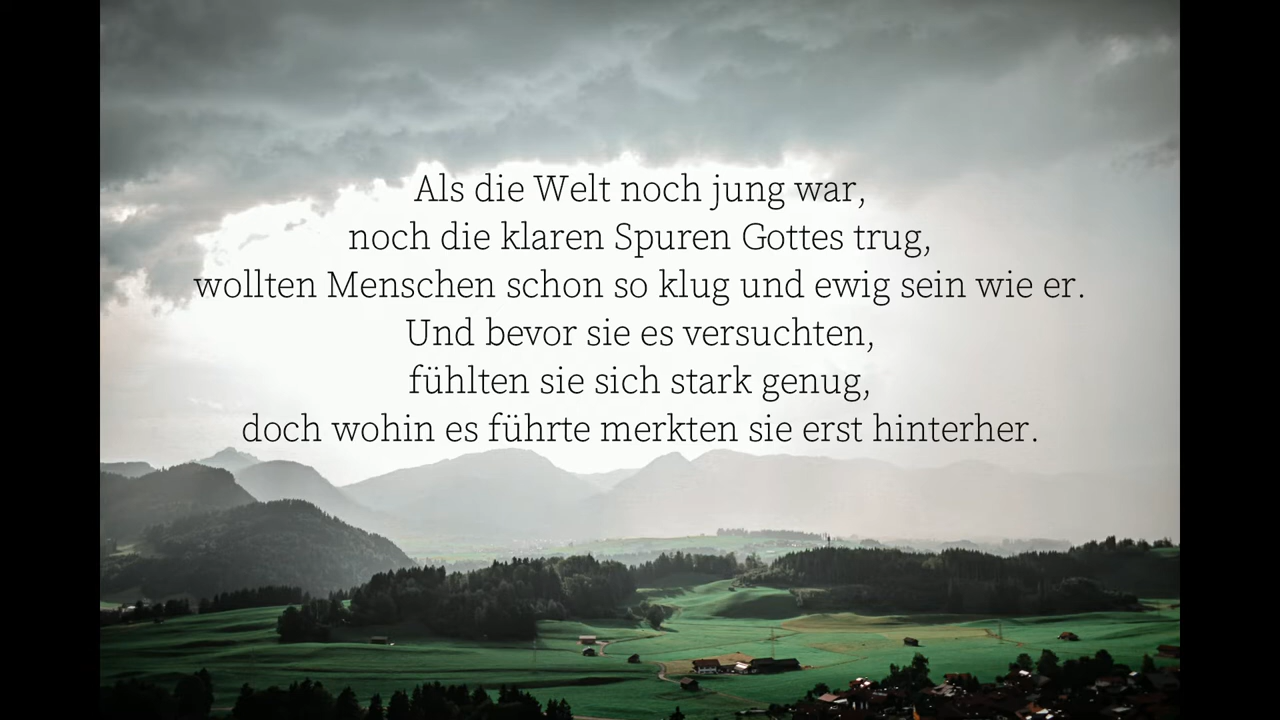 Als die Welt noch jung war,
noch die klaren Spuren Gottes trug,
wollten Menschen schon so klug und ewig sein wie er.
Und bevor sie es versuchten,
fühlten sie sich stark genug,
doch wohin es führte merkten sie erst hinterher.